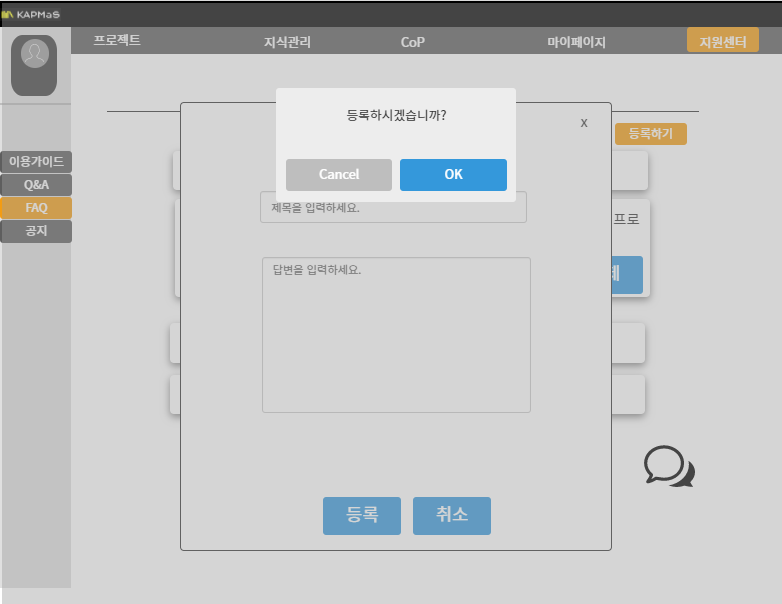 KAPMaS
프로젝트
지식관리
CoP
마이페이지
지원센터
이용가이드
Q&A
FAQ
공지
등록하시겠습니까?
Cancel
OK
x
등록하기
제목을 입력하세요.
프로
답변을 입력하세요.
등록
취소